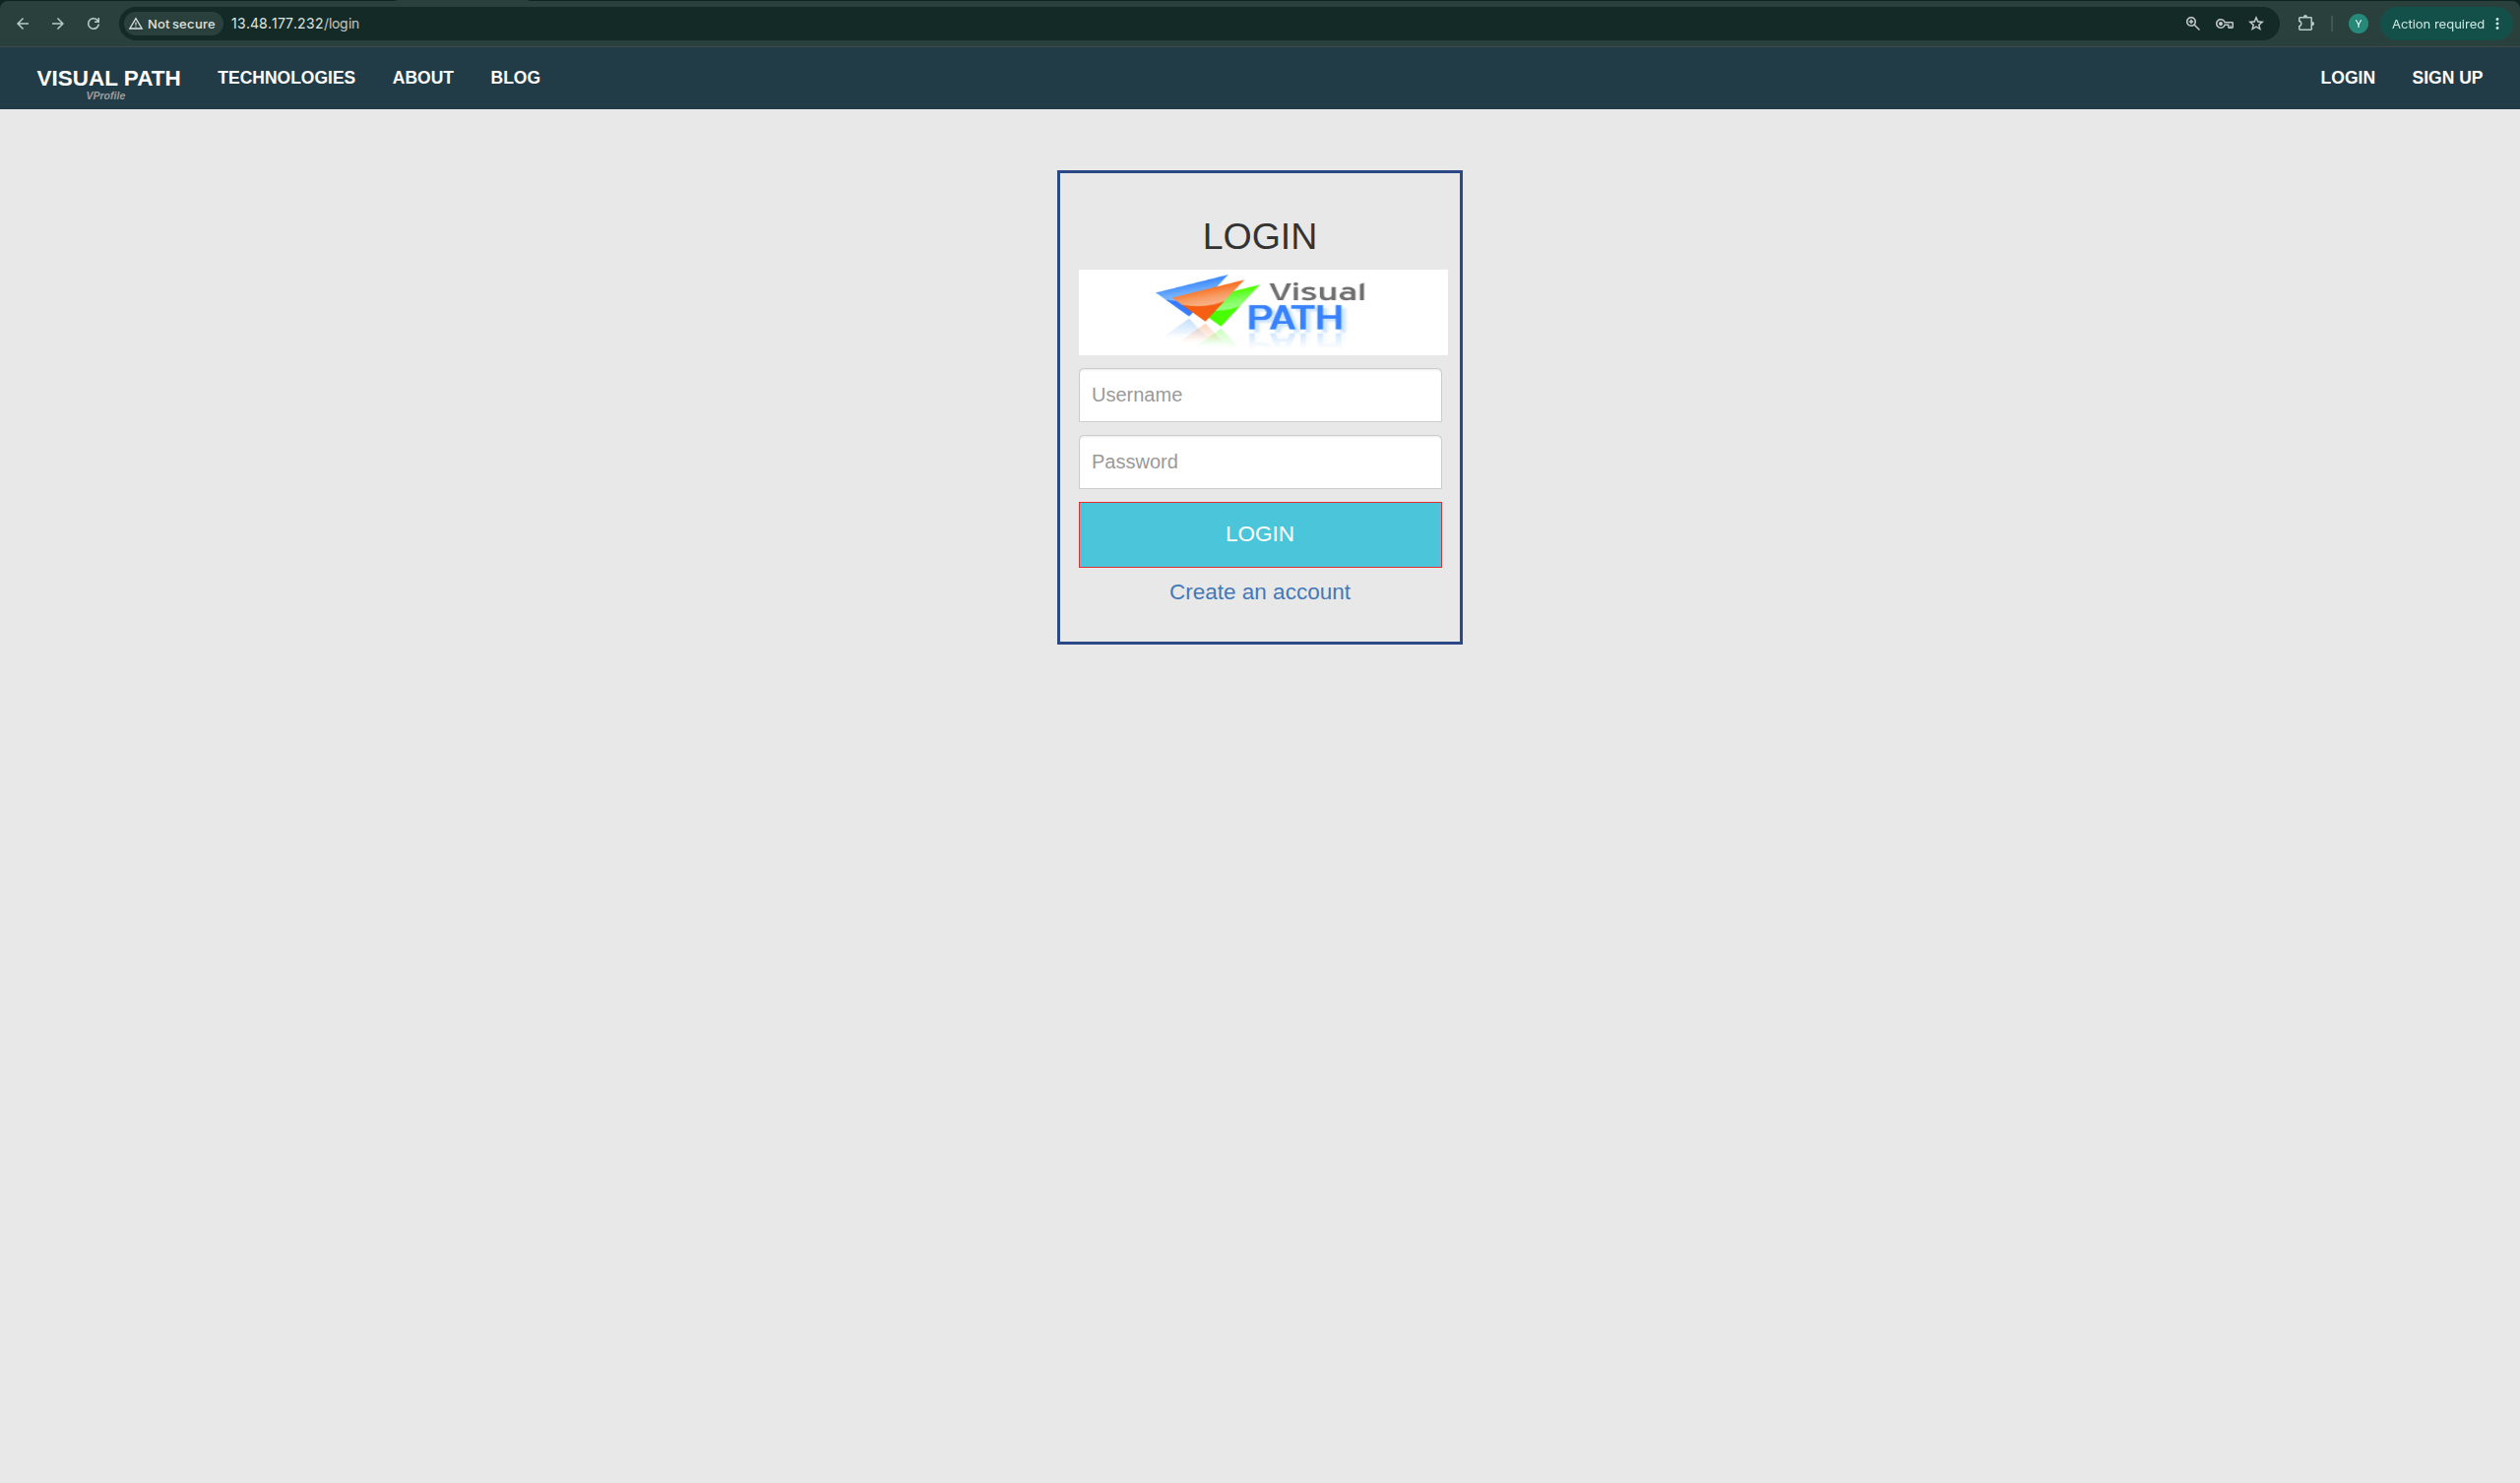 Not secure 13.48.177.232/login Y Action required
VISUAL PATH TECHNOLOGIES ABOUT BLOG LOGIN SIGN UP
VProfile
LOGIN
Visual
PATH
Username
Password
LOGIN
Create an account